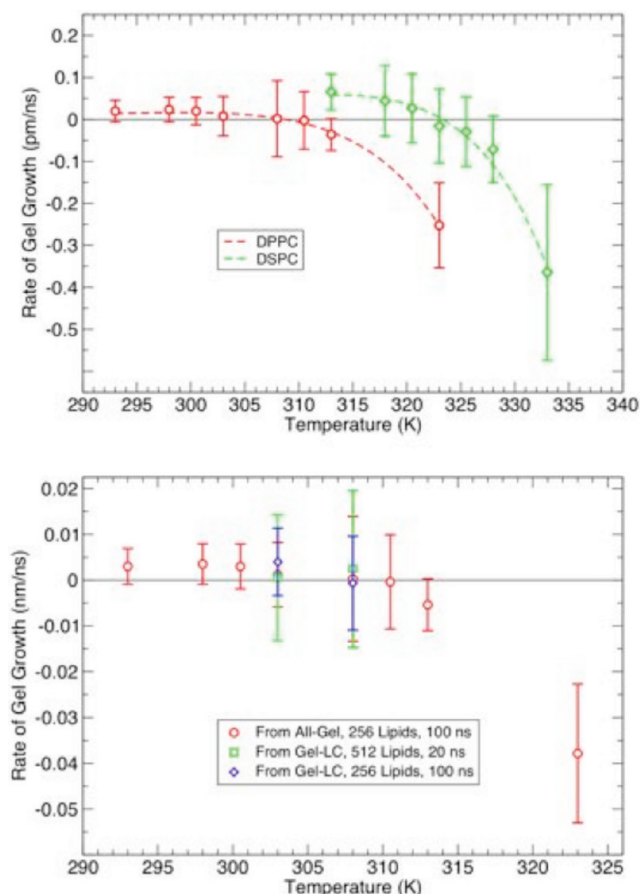 0.2
0.1
0
-0.1
-0.2
-0.3
-0.4
-0.5
Rate of Gel Growth (pm/ns)
DPPC
DSPC
290 295 300 305 310 315 320 325 330 335 340
Temperature (K)
0.02
0.01
0
-0.01
-0.02
-0.03
-0.04
-0.05
Rate of Gel Growth (nm/ns)
From All-Gel, 256 Lipids, 100 ns
From Gel-LC, 512 Lipids, 20 ns
From Gel-LC, 256 Lipids, 100 ns
290 295 300 305 310 315 320 325
Temperature (K)